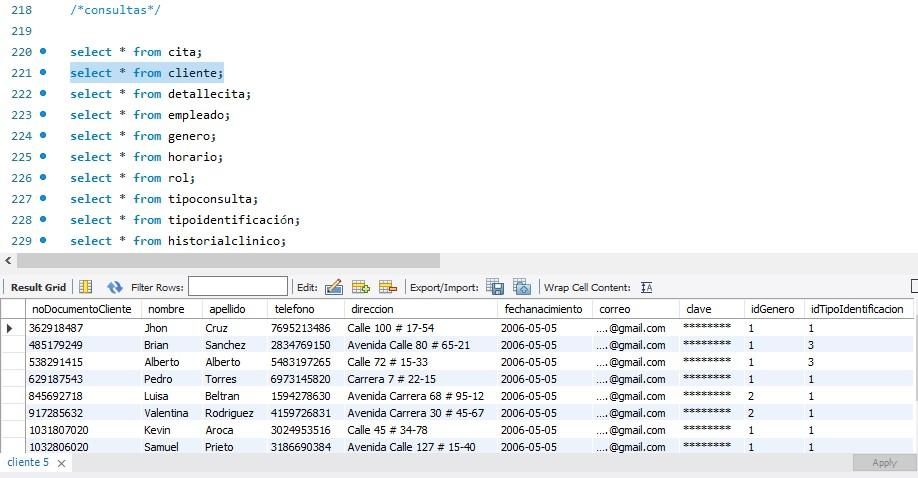 218 /*consultas*/
219
220 select * from cita;
221 select * from cliente;
222 select * from detallecita;
223 select * from empleado;
224 select * from genero;
225 select * from horario;
226 select * from rol;
227 select * from tipoconsulta;
228 select * from tipoidentificación;
229 select * from historialclinico;
Result Grid Filter Rows: Edit: Export/Import: Wrap Cell Content:
noDocumentoCliente nombre apellido telefono direccion fechanacimiento correo clave idGenero idTipoIdentificacion
362918487 Jhon Cruz 7695213486 Calle 100 # 17-54 2006-05-05 ....@gmail.com ******** 1 1
485179249 Brian Sanchez 2834769150 Avenida Calle 80 # 65-21 2006-05-05 ....@gmail.com ******** 1 3
538291415 Alberto Alberto 5483197265 Calle 72 # 15-33 2006-05-05 ....@gmail.com ******** 1 3
629187543 Pedro Torres 6973145820 Carrera 7 # 22-15 2006-05-05 ....@gmail.com ******** 1 1
845692718 Luisa Beltran 1594278630 Avenida Carrera 68 # 95-12 2006-05-05 ....@gmail.com ******** 2 1
917285632 Valentina Rodriguez 4159726831 Avenida Carrera 30 # 45-67 2006-05-05 ....@gmail.com ******** 2 1
1031807020 Kevin Aroca 3024953516 Calle 45 # 34-78 2006-05-05 ....@gmail.com ******** 1 1
1032806020 Samuel Prieto 3186690384 Avenida Calle 127 # 15-40 2006-05-05 ....@gmail.com ******** 1 1
cliente 5 Apply